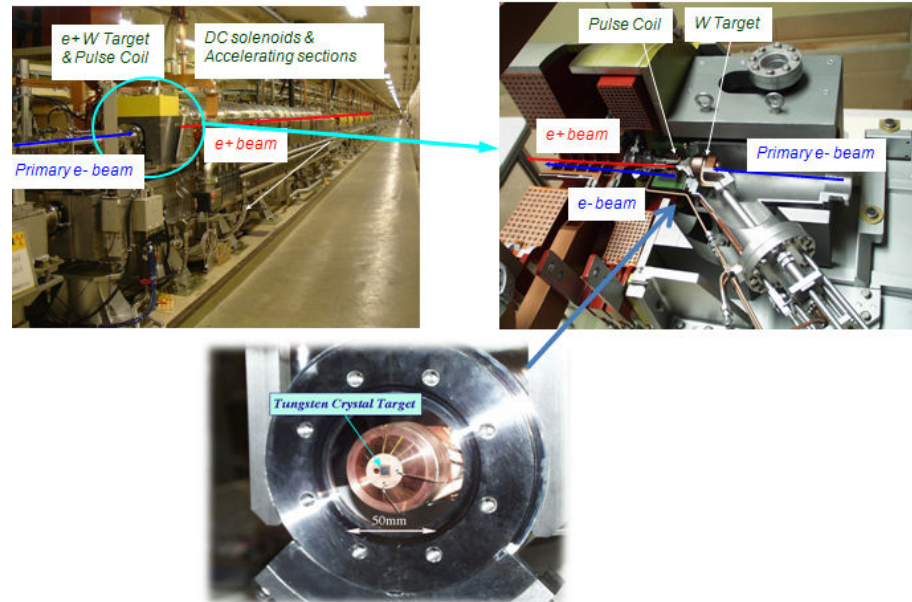 e+ W Target
& Pulse Coil
DC solenoids &
Accelerating sections
e+ beam
Primary e- beam
Pulse Coil
W Target
e+ beam
Primary e- beam
e- beam
Tungsten Crystal Target
50mm